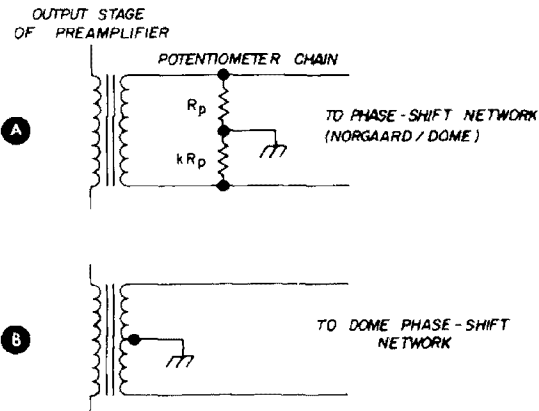 OUTPUT STAGE
OF PREAMPLIFIER
POTENTIOMETER CHAIN
A
Rp
kRp
TO PHASE-SHIFT NETWORK
(NORGAARD / DOME)
B
TO DOME PHASE-SHIFT
NETWORK